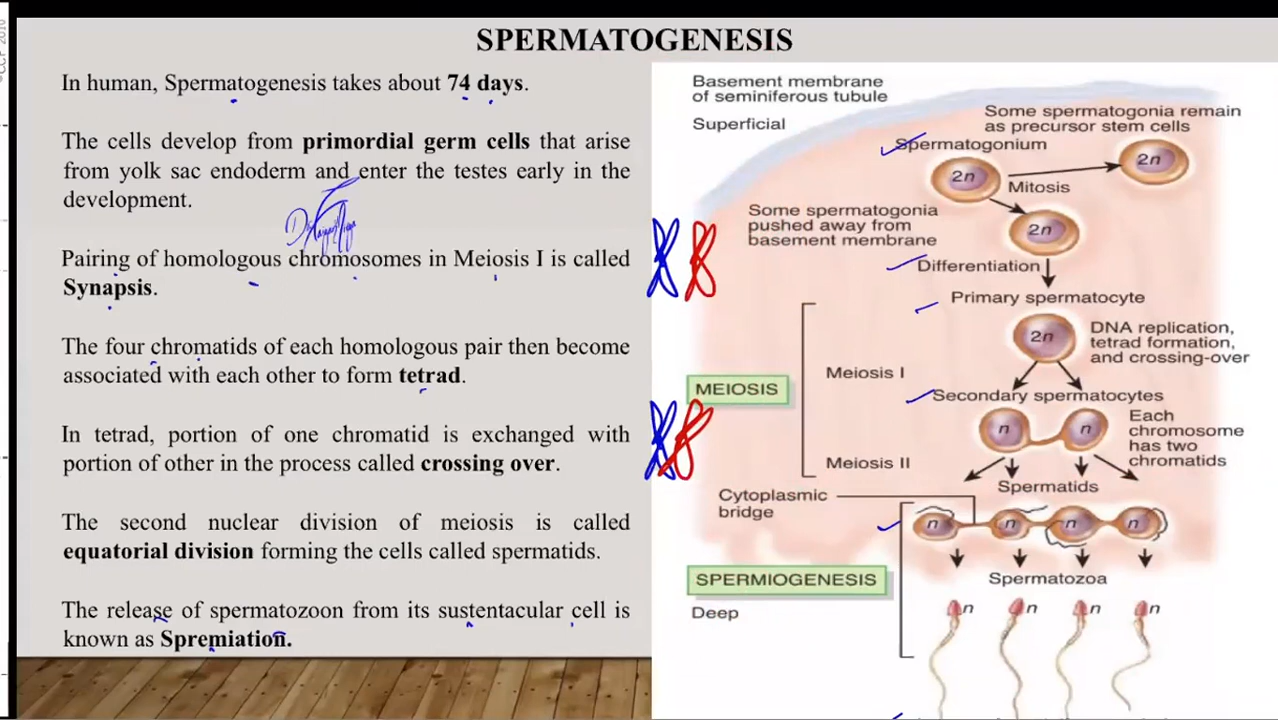 SPERMATOGENESIS
In human, Spermatogenesis takes about 74 days.
The cells develop from primordial germ cells that arise
from yolk sac endoderm and enter the testes early in the
development.
Pairing of homologous chromosomes in Meiosis I is called
Synapsis.
The four chromatids of each homologous pair then become
associated with each other to form tetrad.
In tetrad, portion of one chromatid is exchanged with
portion of other in the process called crossing over.
The second nuclear division of meiosis is called
equatorial division forming the cells called spermatids.
The release of spermatozoon from its sustentacular cell is
known as Spremiation.
Basement membrane
of seminiferous tubule
Superficial
Some spermatogonia remain
as precursor stem cells
Spermatogonium
2n
2n
Mitosis
Some spermatogonia
pushed away from
basement membrane
2n
Differentiation
Primary spermatocyte
2n
DNA replication,
tetrad formation,
and crossing-over
MEIOSIS
Meiosis I
Secondary spermatocytes
n
n
Each
chromosome
has two
chromatids
Meiosis II
Spermatids
Cytoplasmic
bridge
n
n
n
n
SPERMIOGENESIS
Spermatozoa
Deep
n
n
n
n